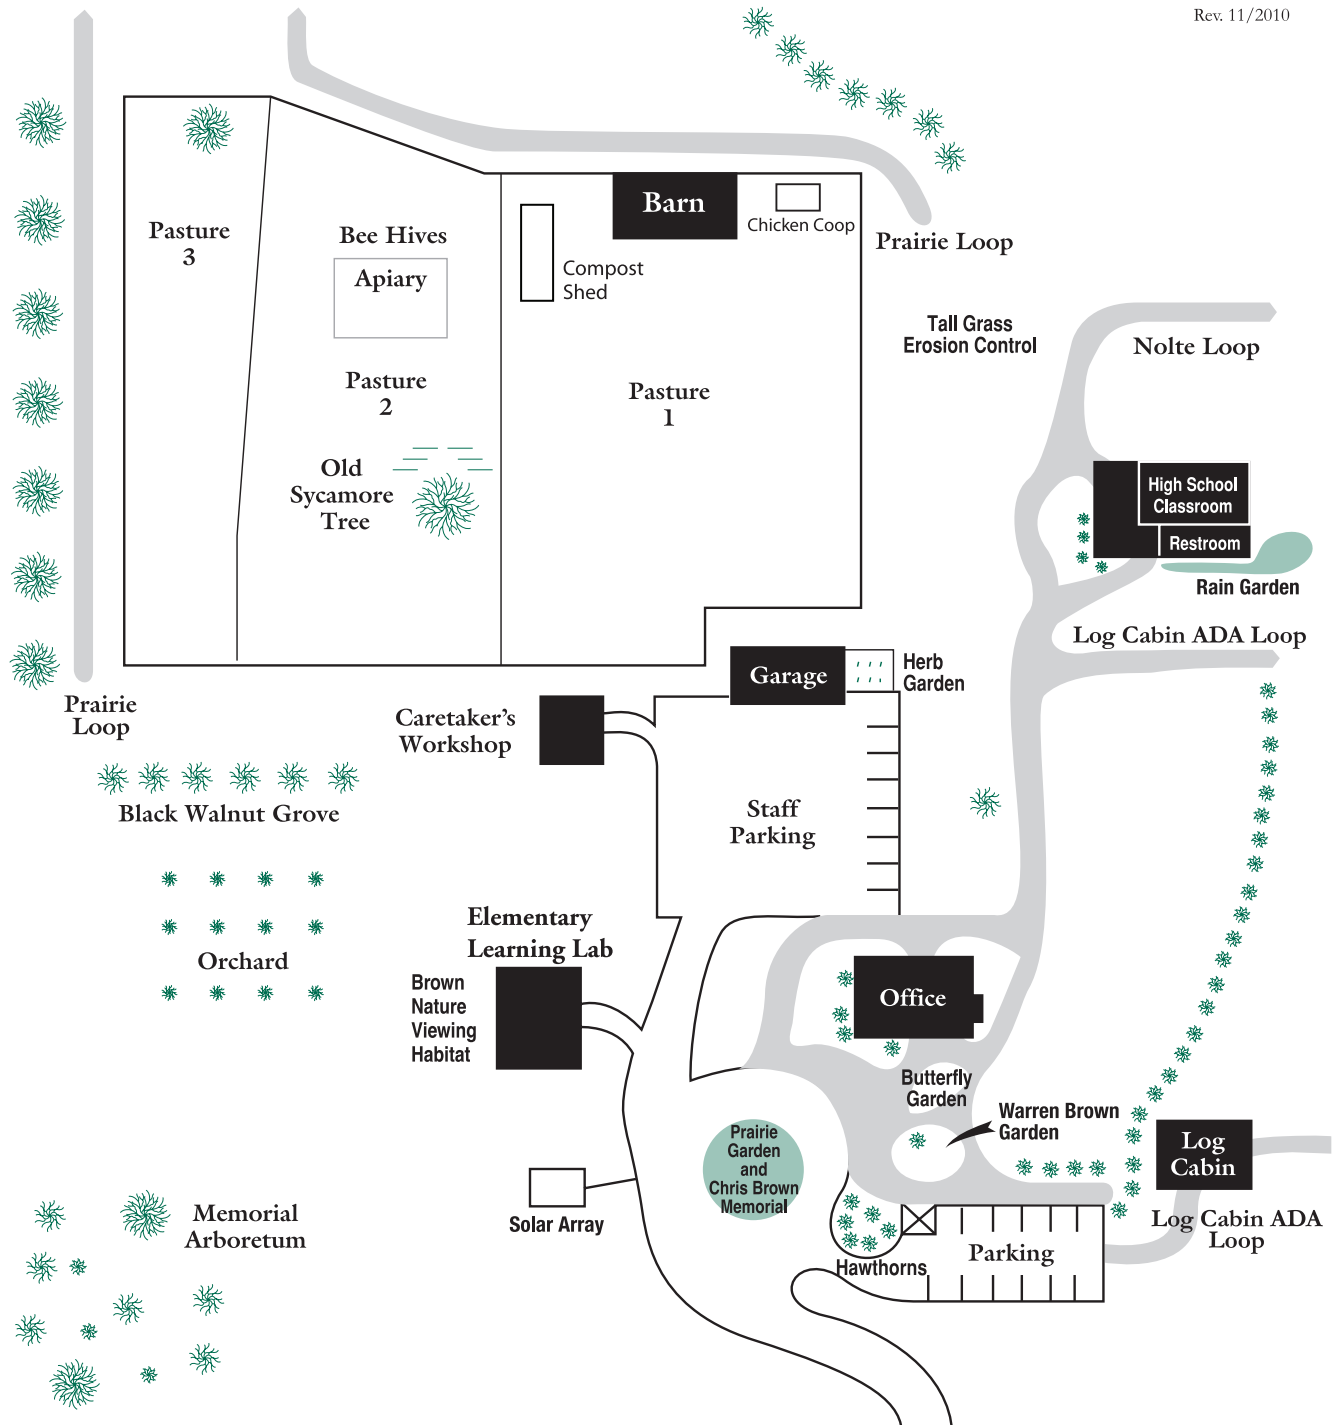 Rev. 11/2010
Barn
Chicken Coop
Pasture
3
Bee Hives
Apiary
Compost
Shed
Prairie Loop
Tall Grass
Erosion Control
Nolte Loop
Pasture
2
Pasture
1
Old
Sycamore
Tree
High School
Classroom
Restroom
Rain Garden
Log Cabin ADA Loop
Garage
Herb
Garden
Prairie
Loop
Caretaker's
Workshop
Black Walnut Grove
Staff
Parking
Elementary
Learning Lab
Orchard
Brown
Nature
Viewing
Habitat
Office
Butterfly
Garden
Warren Brown
Garden
Prairie
Garden
and
Chris Brown
Memorial
Log
Cabin
Solar Array
Memorial
Arboretum
Log Cabin ADA
Loop
Hawthorns
Parking